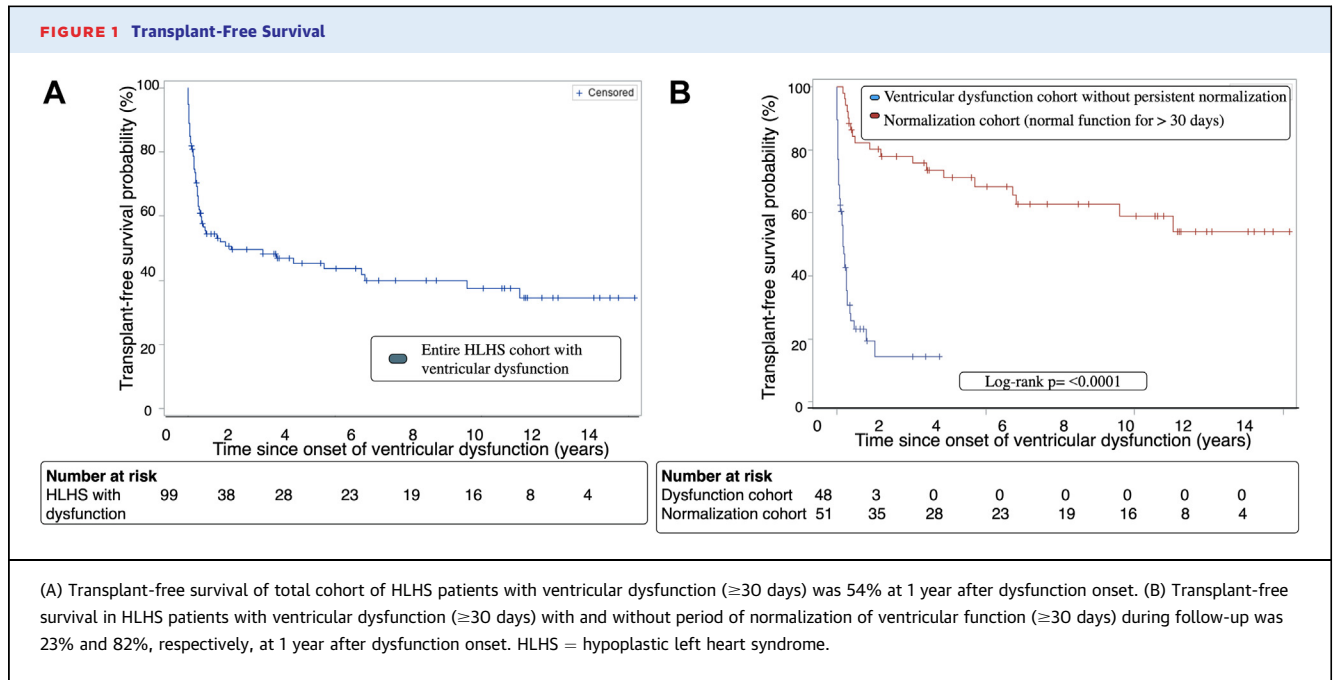 FIGURE 1 Transplant-Free Survival
A
Transplant-free survival probability (%)
100
80
60
40
20
0
+ Censored
Entire HLHS cohort with
ventricular dysfunction
0 2 4 6 8 10 12 14
Time since onset of ventricular dysfunction (years)
Number at risk
HLHS with 99 38 28 23 19 16 8 4
dysfunction
B
Transplant-free survival probability (%)
100
80
60
40
20
0
Ventricular dysfunction cohort without persistent normalization
Normalization cohort (normal function for > 30 days)
Log-rank p= <0.0001
0 2 4 6 8 10 12 14
Time since onset of ventricular dysfunction (years)
Number at risk
Dysfunction cohort 48 3 0 0 0 0 0 0
Normalization cohort 51 35 28 23 19 16 8 4
(A) Transplant-free survival of total cohort of HLHS patients with ventricular dysfunction (≥30 days) was 54% at 1 year after dysfunction onset. (B) Transplant-free
survival in HLHS patients with ventricular dysfunction (≥30 days) with and without period of normalization of ventricular function (≥30 days) during follow-up was
23% and 82%, respectively, at 1 year after dysfunction onset. HLHS = hypoplastic left heart syndrome.